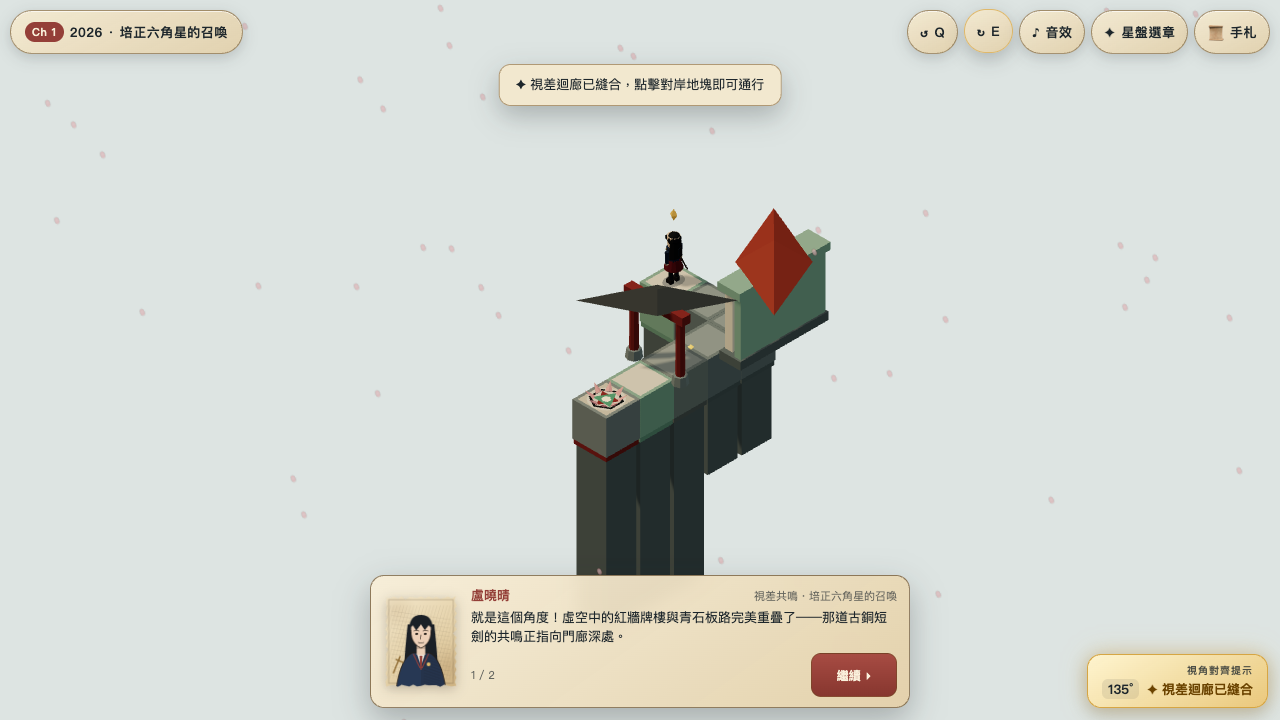 Ch 1 2026 · 培正六角星的召喚
↺ Q
↻ E
♪ 音效
✦ 星盤選章
手札
✦ 視差迴廊已縫合，點擊對岸地塊即可通行
盧曉晴
視差共鳴 · 培正六角星的召喚
就是這個角度！虛空中的紅牆牌樓與青石板路完美重疊了——那道古銅短
劍的共鳴正指向門廊深處。
1 / 2
繼續
視角對齊提示
135° ✦ 視差迴廊已縫合